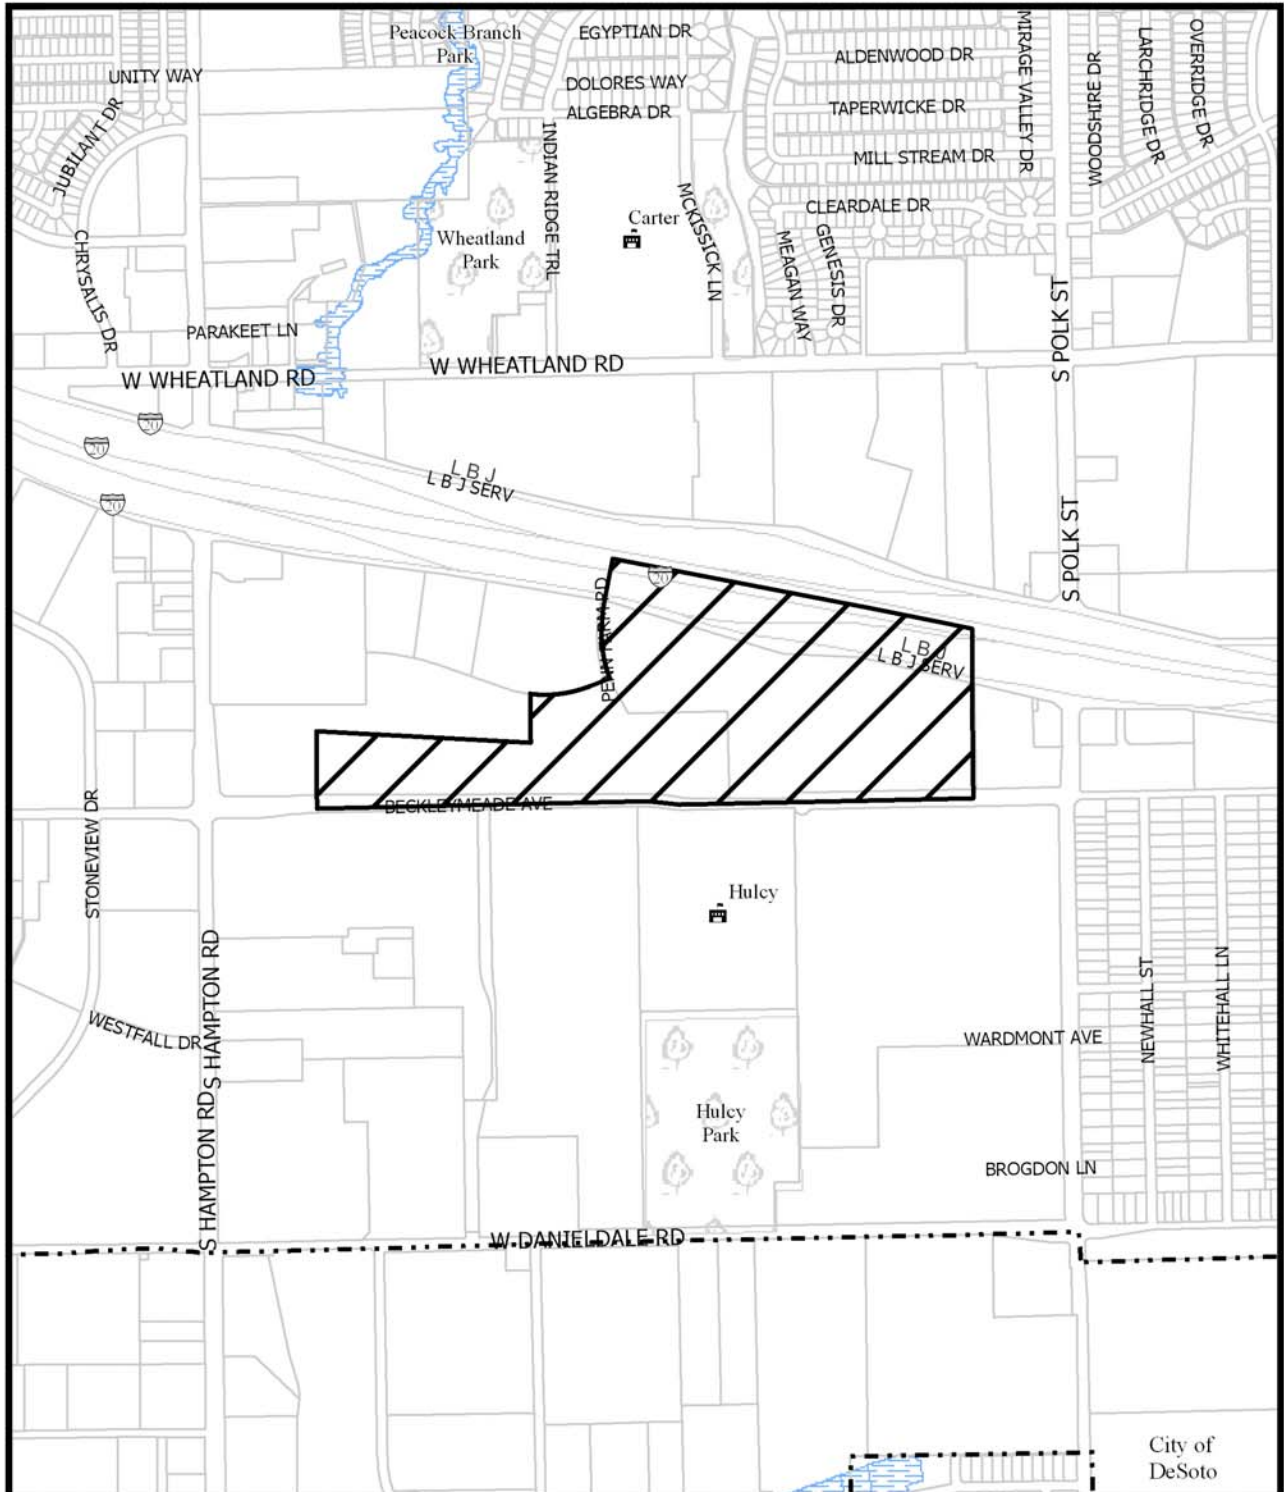 Peacock Branch
Park
EGYPTIAN DR
UNITY WAY
DOLORES WAY
ALGEBRA DR
ALDENWOOD DR
TAPERWICKE DR
MILL STREAM DR
CLEARDALE DR
MIRAGE VALLEY DR
WOODSHIRE DR
LARCHRIDGE DR
OVERRIDGE DR
JUBILANT DR
CHRYSALIS DR
INDIAN RIDGE TRL
Carter
MCKISSICK LN
MEAGAN WAY
GENESIS DR
Wheatland
Park
PARAKEET LN
W WHEATLAND RD
W WHEATLAND RD
S POLK ST
20
20
20
L B J
L B J SERV
S POLK ST
20
PENN FARM RD
L B J
L B J SERV
BECKLEYMEADE AVE
STONEVIEW DR
Hulcy
S HAMPTON RD
WESTFALL DR
S HAMPTON RD
WARDMONT AVE
NEWHALL ST
WHITEHALL LN
Hulcy
Park
BROGDON LN
W DANIELDALE RD
City of
DeSoto